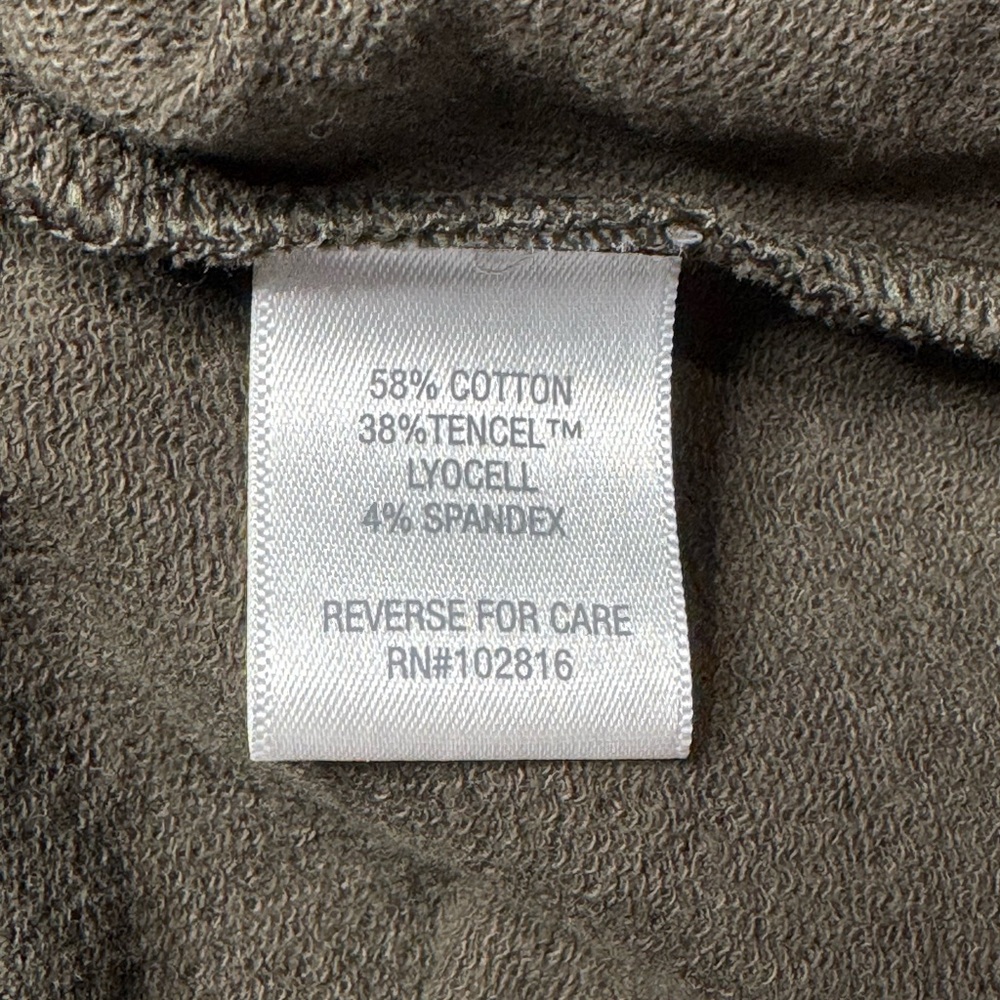 58% COTTON
38%TENCEL™
LYOCELL
4% SPANDEX
REVERSE FOR CARE
RN#102816